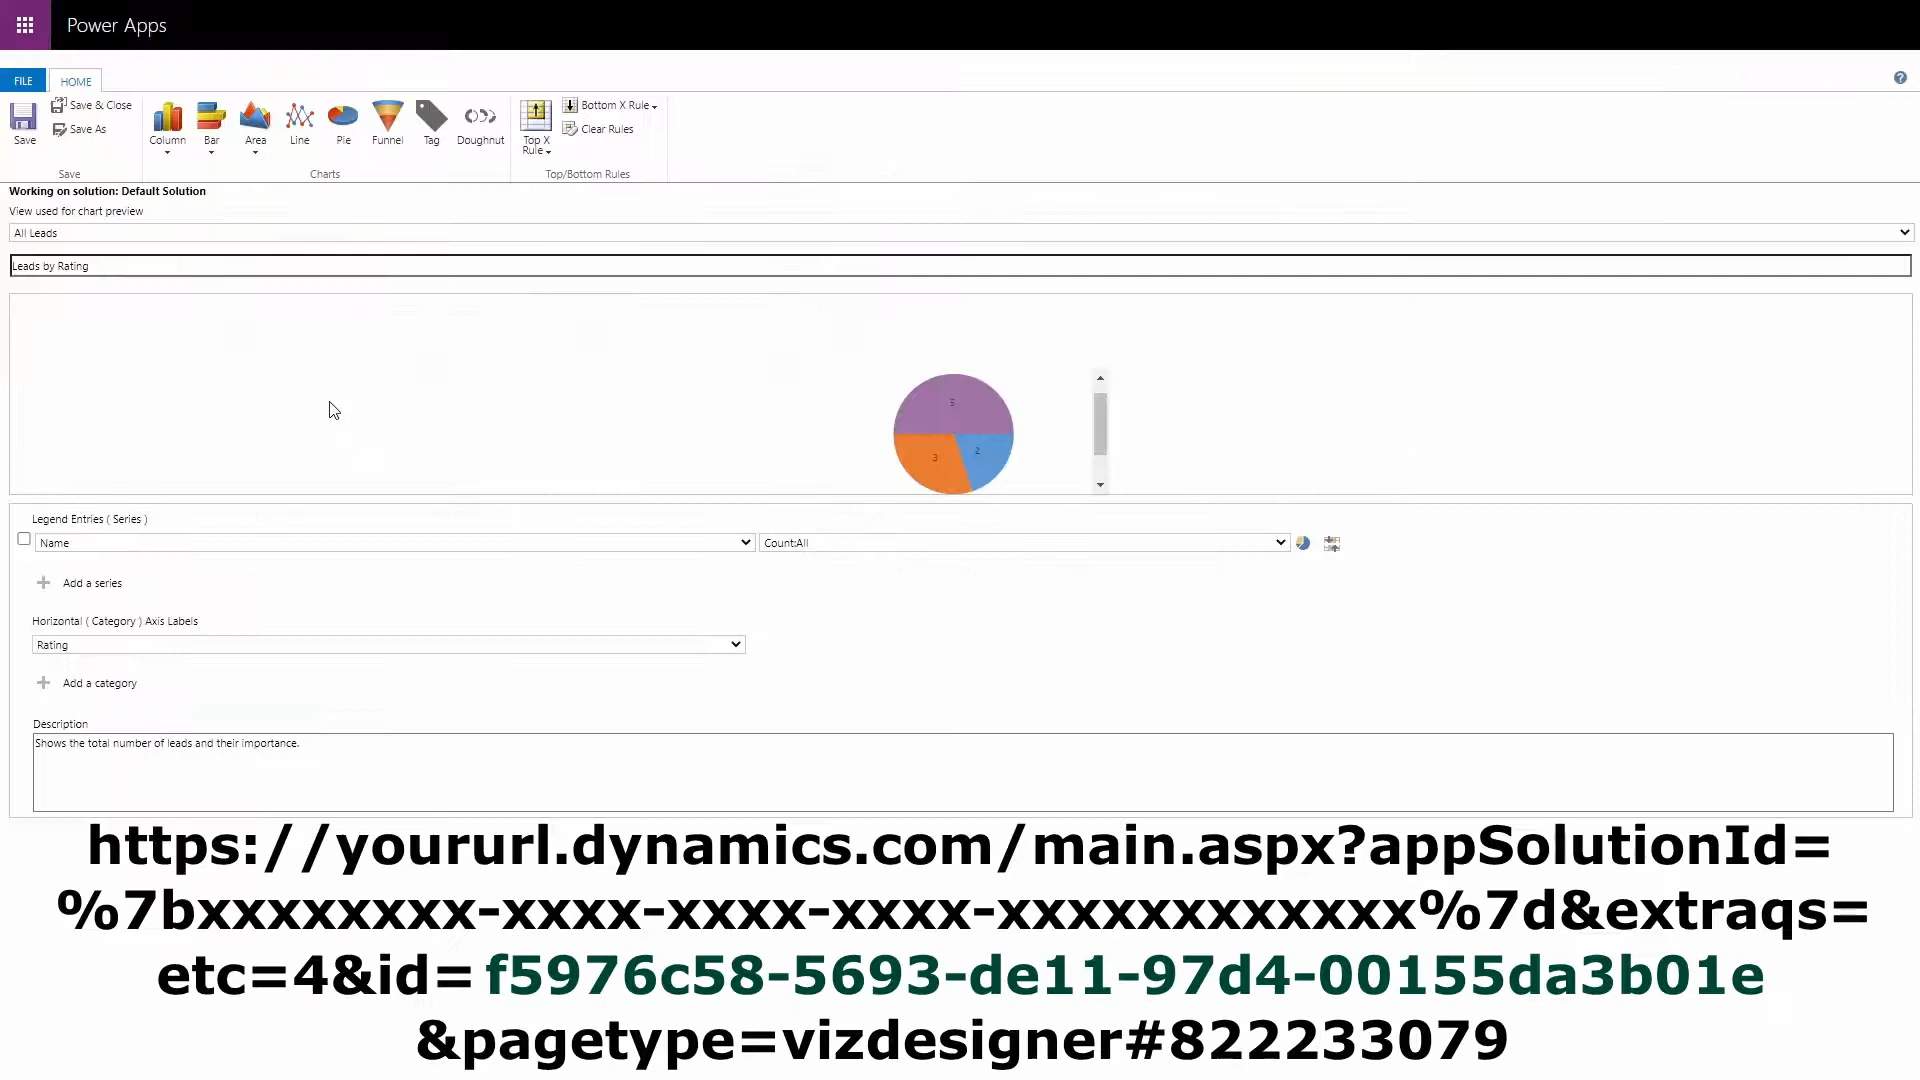 Power Apps
FILE
HOME
Save
Save & Close
Save As
Save
Column
Bar
Area
Line
Pie
Funnel
Tag
Doughnut
Charts
Top X
Rule
Bottom X Rule
Clear Rules
Top/Bottom Rules
Working on solution: Default Solution
View used for chart preview
All Leads
Leads by Rating
5
3
2
Legend Entries ( Series )
Name
Count:All
Add a series
Horizontal ( Category ) Axis Labels
Rating
Add a category
Description
Shows the total number of leads and their importance.
https://yoururl.dynamics.com/main.aspx?appSolutionId=
%7bxxxxxxxx-xxxx-xxxx-xxxx-xxxxxxxxxxxx%7d&extraqs=
etc=4&id=f5976c58-5693-de11-97d4-00155da3b01e
&pagetype=vizdesigner#822233079